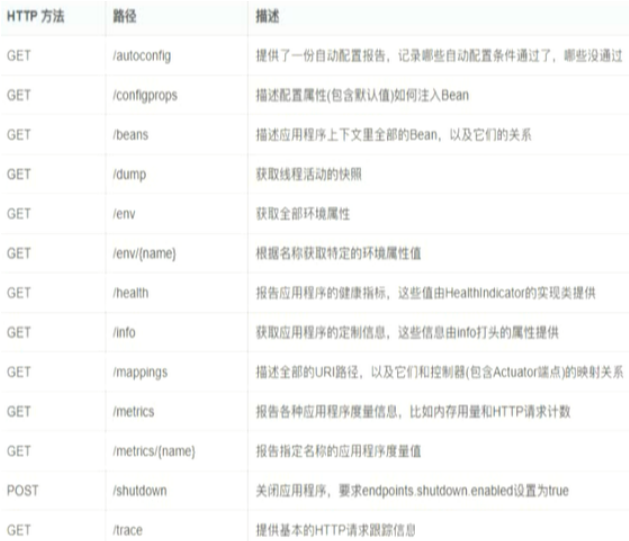 HTTP 方法 路径 描述
GET /autoconfig 提供了一份自动配置报告，记录哪些自动配置条件通过了，哪些没通过
GET /configprops 描述配置属性(包含默认值)如何注入Bean
GET /beans 描述应用程序上下文里全部的Bean，以及它们的关系
GET /dump 获取线程活动的快照
GET /env 获取全部环境属性
GET /env/{name} 根据名称获取特定的环境属性值
GET /health 报告应用程序的健康指标，这些值由HealthIndicator的实现类提供
GET /info 获取应用程序的定制信息，这些信息由info打头的属性提供
GET /mappings 描述全部的URI路径，以及它们和控制器(包含Actuator端点)的映射关系
GET /metrics 报告各种应用程序度量信息，比如内存用量和HTTP请求计数
GET /metrics/{name} 报告指定名称的应用程序度量值
POST /shutdown 关闭应用程序，要求endpoints.shutdown.enabled设置为true
GET /trace 提供基本的HTTP请求跟踪信息